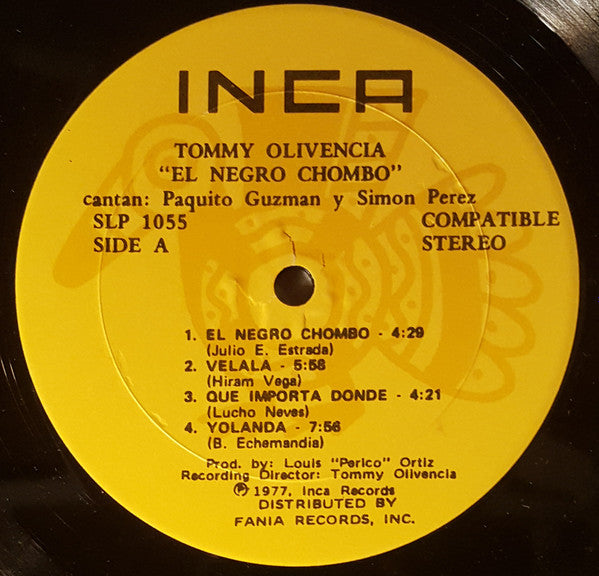 INCA
TOMMY OLIVENCIA
"EL NEGRO CHOMBO"
cantan: Paquito Guzman y Simon Perez
SLP 1055 COMPATIBLE
SIDE A STEREO
1. EL NEGRO CHOMBO - 4:29
(Julio E. Estrada)
2. VELALA - 5:58
(Hiram Vega)
3. QUE IMPORTA DONDE - 4:21
(Lucho Neves)
4. YOLANDA - 7:56
(B. Echemandia)
Prod. by: Louis "Perico" Ortiz
Recording Director: Tommy Olivencia
℗ 1977, Inca Records
DISTRIBUTED BY
FANIA RECORDS, INC.